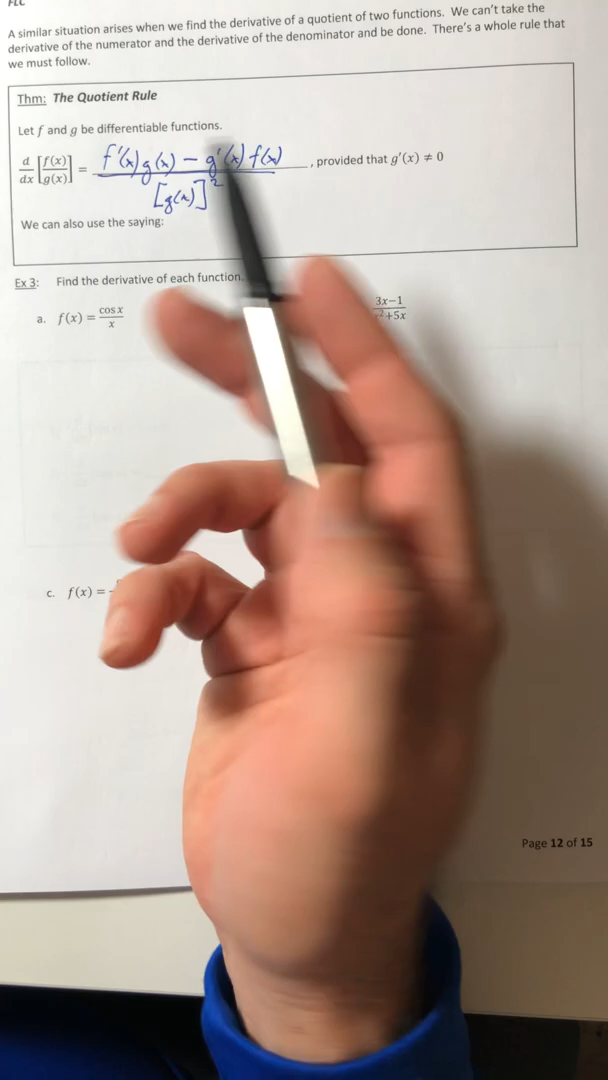 FLC
A similar situation arises when we find the derivative of a quotient of two functions. We can't take the
derivative of the numerator and the derivative of the denominator and be done. There's a whole rule that
we must follow.
Thm: The Quotient Rule
Let f and g be differentiable functions.
d/dx [f(x)/g(x)] = f'(x)g(x) − g'(x)f(x) / [g(x)]² , provided that g'(x) ≠ 0
We can also use the saying:
Ex 3: Find the derivative of each function.
a. f(x) = cos x / x
3x−1 / x²+5x
c. f(x) =
Page 12 of 15